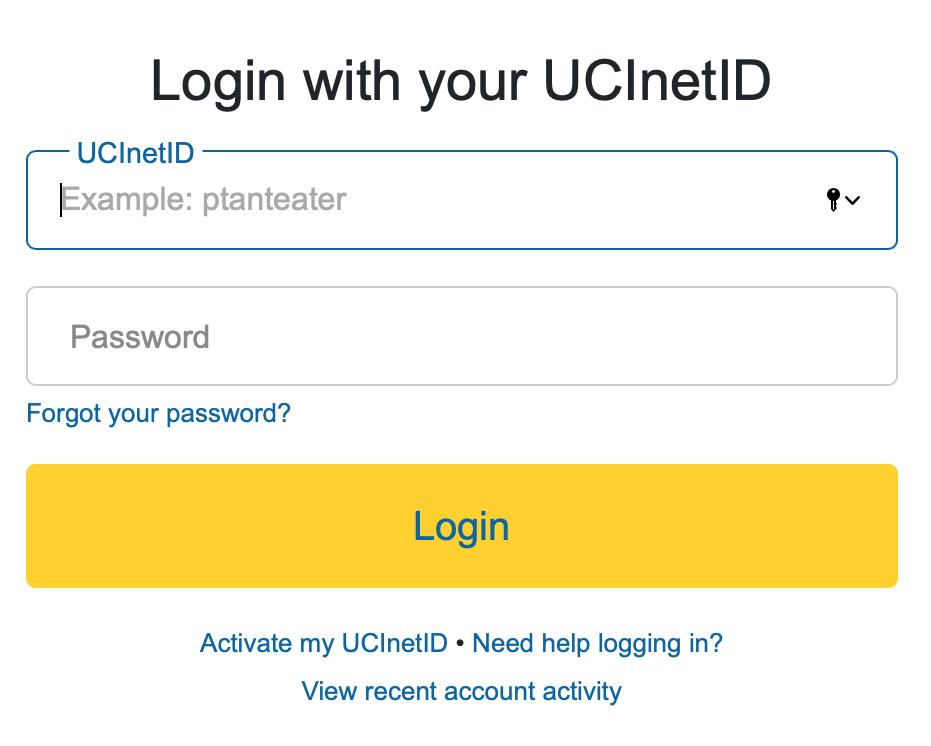 Login with your UCInetID
UCInetID
Example: ptanteater
Password
Forgot your password?
Login
Activate my UCInetID • Need help logging in?
View recent account activity